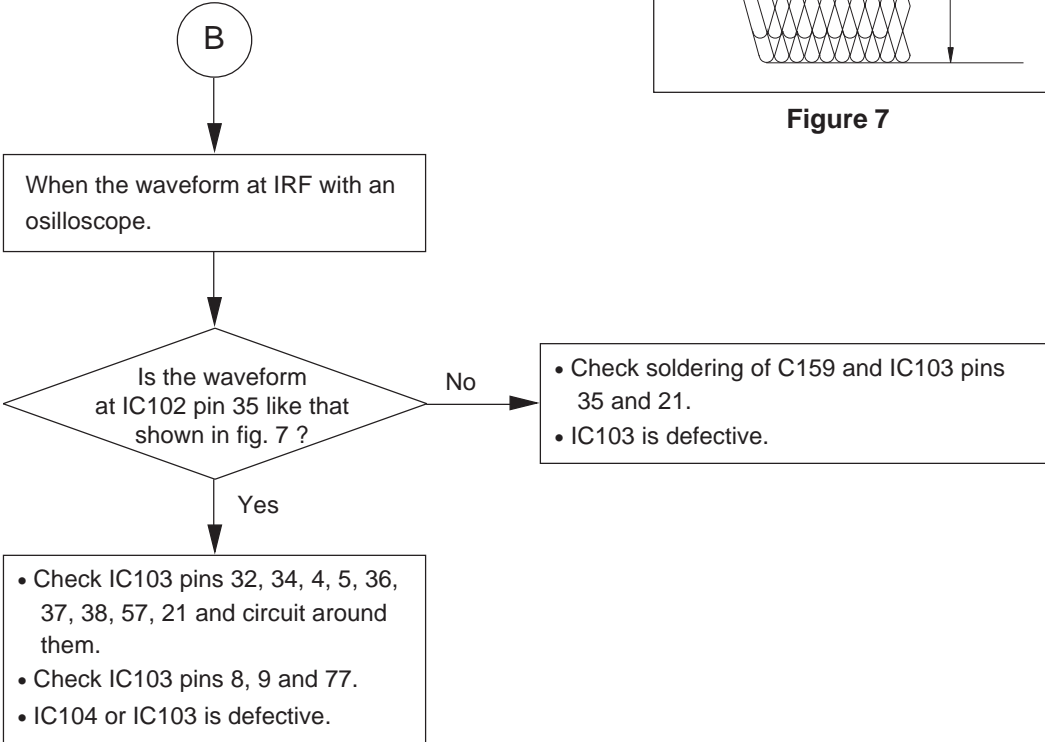 B
Figure 7
When the waveform at IRF with an
osilloscope.
Is the waveform
at IC102 pin 35 like that
shown in fig. 7 ?
No
• Check soldering of C159 and IC103 pins
35 and 21.
• IC103 is defective.
Yes
• Check IC103 pins 32, 34, 4, 5, 36,
37, 38, 57, 21 and circuit around
them.
• Check IC103 pins 8, 9 and 77.
• IC104 or IC103 is defective.